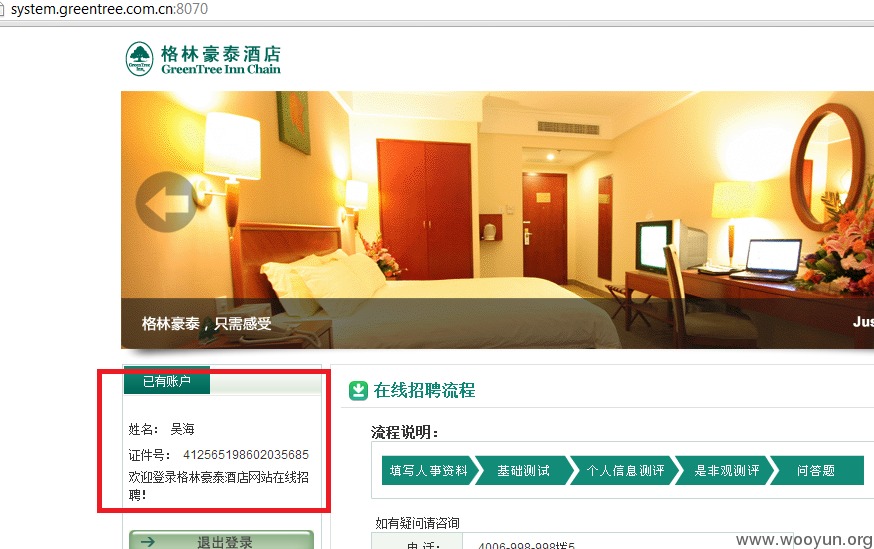 system.greentree.com.cn:8070
格林豪泰酒店
GreenTree Inn Chain
格林豪泰，只需感受
Jus
已有账户
姓名： 吴海
证件号： 412565198602035685
欢迎登录格林豪泰酒店网站在线招
聘！
退出登录
在线招聘流程
流程说明：
填写人事资料
基础测试
个人信息测评
是非观测评
问答题
如有疑问请咨询
电 话： 4006-998-998拨5
www.wooyun.org